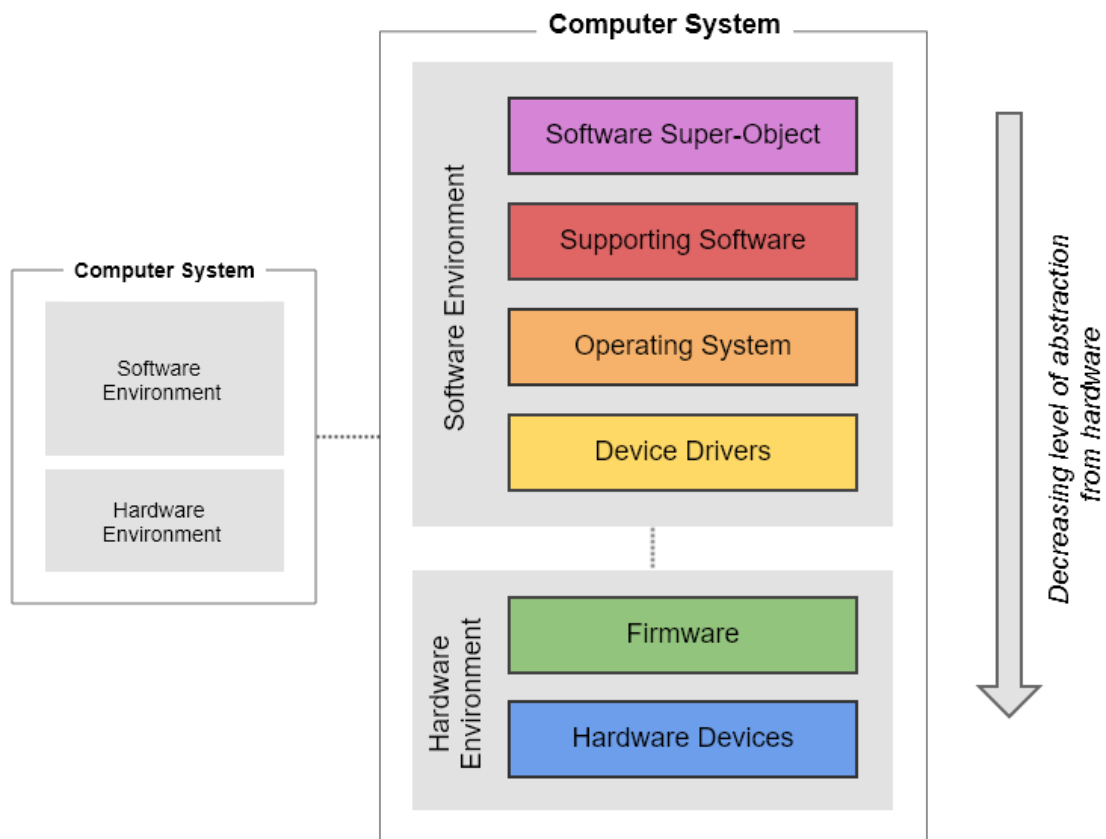 Computer System
Software
Environment
Hardware
Environment
Computer System
Software Environment
Software Super-Object
Supporting Software
Operating System
Device Drivers
Hardware
Environment
Firmware
Hardware Devices
Decreasing level of abstraction
from hardware